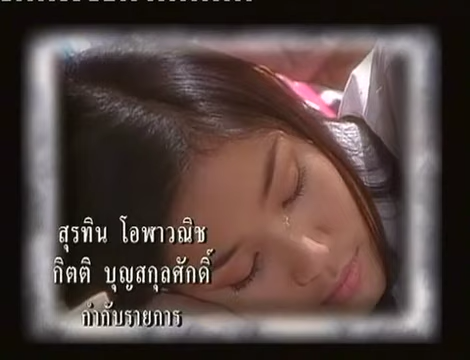 สุรทิน โอฬาวณิช
กิตติ บุญสกุลศักดิ์
กำกับรายการ